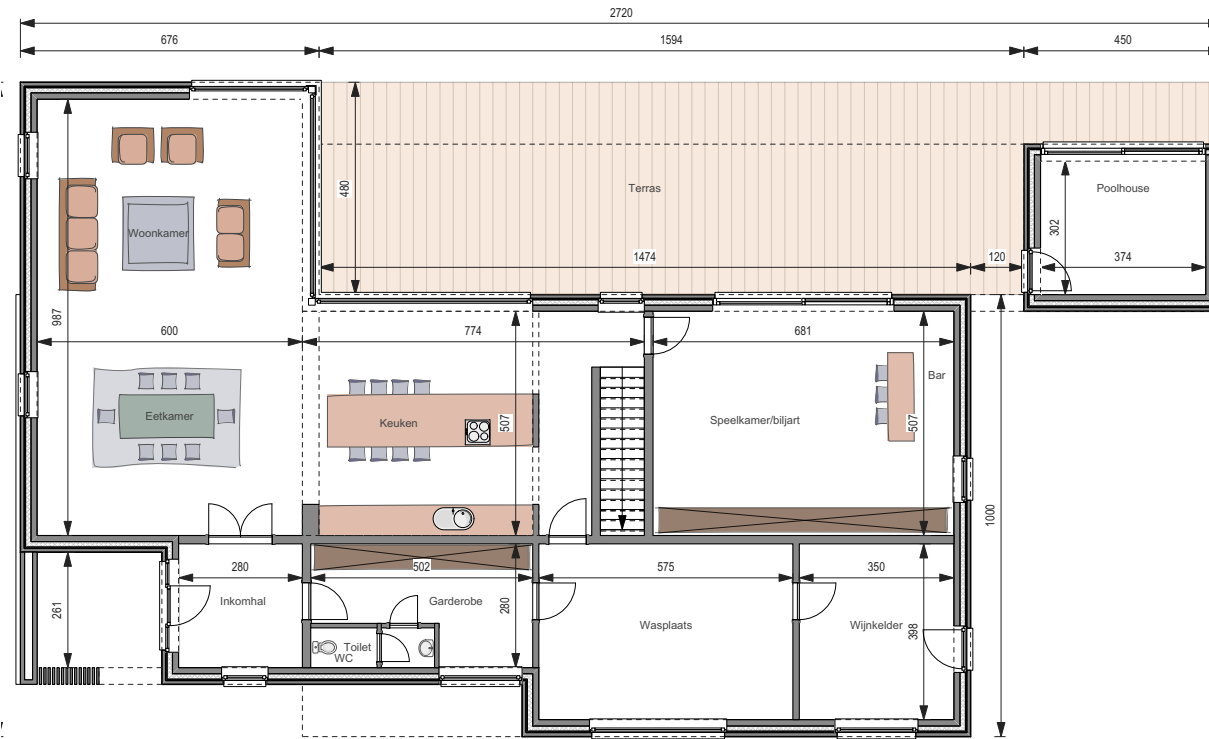 2720
676
1594
450
480
Terras
Poolhouse
302
374
1474
120
Woonkamer
987
600
774
681
Bar
Eetkamer
Keuken
507
Speelkamer/biljart
507
1000
280
502
575
350
261
Inkomhal
Garderobe
280
Wasplaats
Wijnkelder
398
Toilet
WC